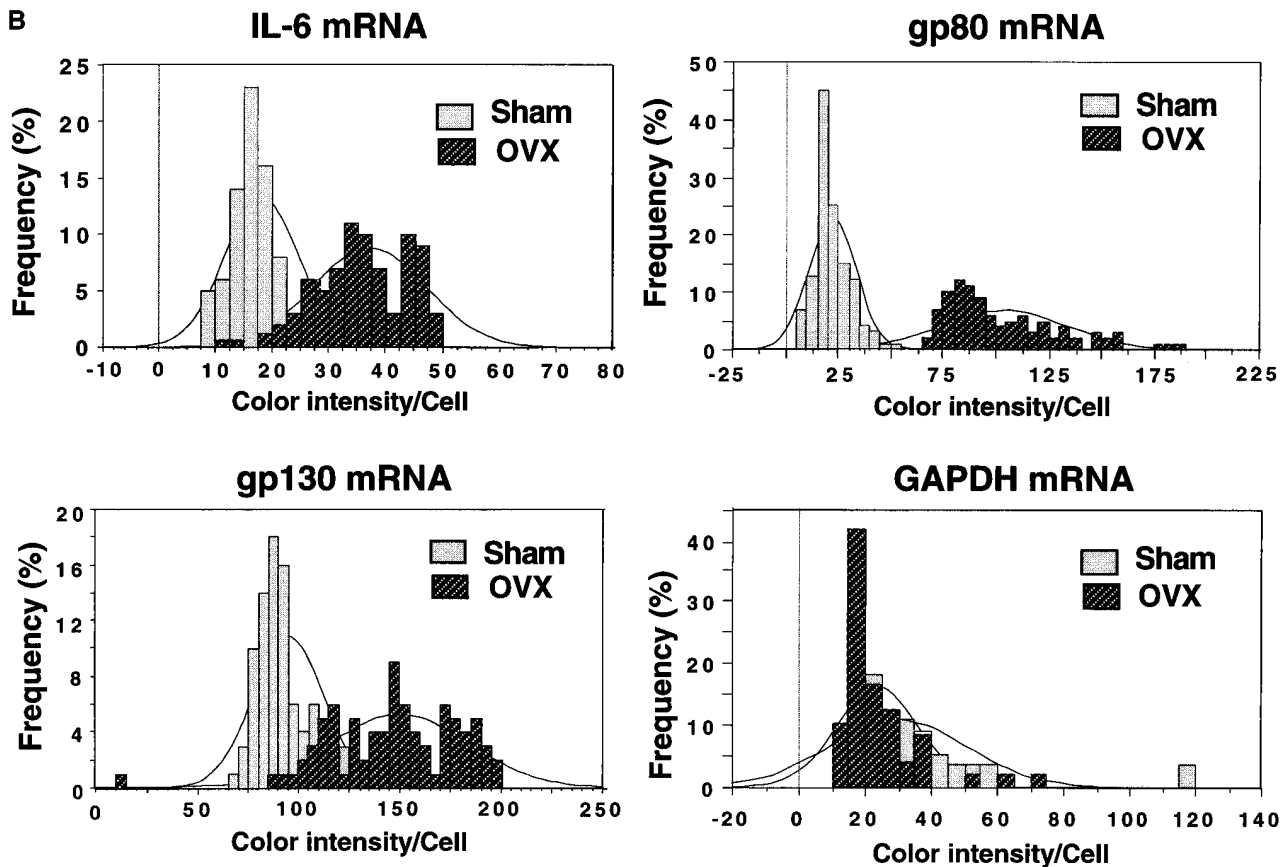 B
IL-6 mRNA
25
20
15
10
5
0
Frequency (%)
Sham
OVX
-10 0 10 20 30 40 50 60 70 80
Color intensity/Cell
gp80 mRNA
50
40
30
20
10
0
Frequency (%)
Sham
OVX
-25 25 75 125 175 225
Color intensity/Cell
gp130 mRNA
20
16
12
8
4
0
Frequency (%)
Sham
OVX
0 50 100 150 200 250
Color intensity/Cell
GAPDH mRNA
40
30
20
10
0
Frequency (%)
Sham
OVX
-20 0 20 40 60 80 100 120 140
Color intensity/Cell